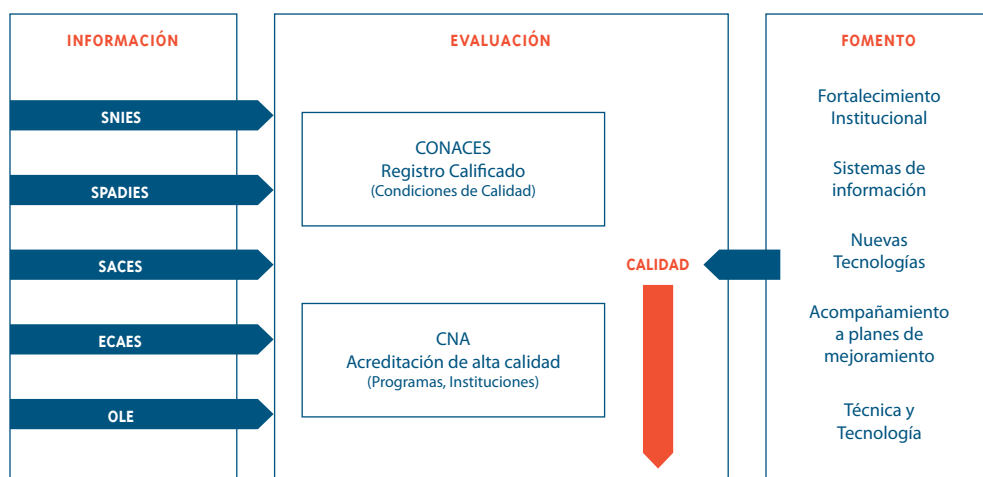 INFORMACIÓN
SNIES
SPADIES
SACES
ECAES
OLE
EVALUACIÓN
CONACES
Registro Calificado
(Condiciones de Calidad)
CNA
Acreditación de alta calidad
(Programas, Instituciones)
CALIDAD
FOMENTO
Fortalecimiento
Institucional
Sistemas de
información
Nuevas
Tecnologías
Acompañamiento
a planes de
mejoramiento
Técnica y
Tecnología